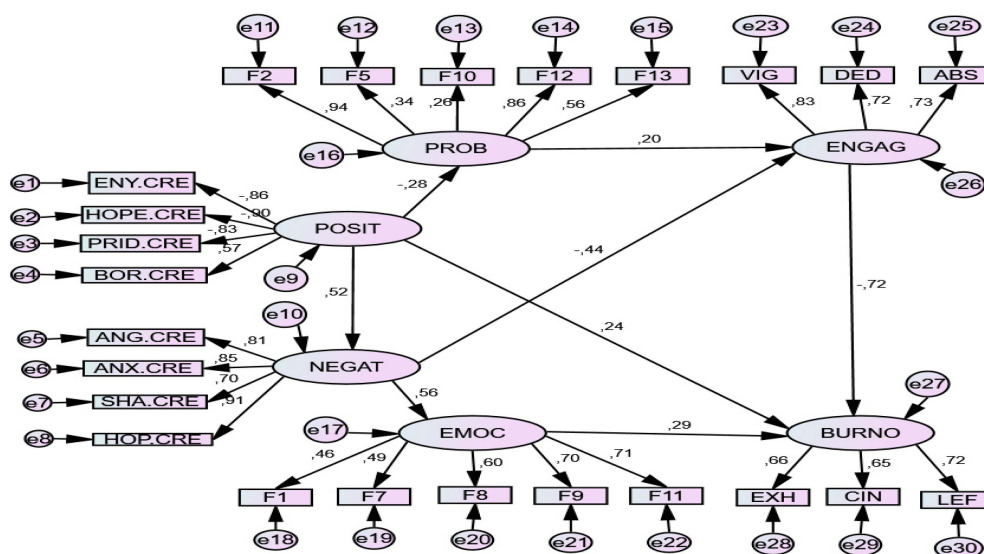 e11 e12 e13 e14 e15 e23 e24 e25
F2 F5 F10 F12 F13 VIG DED ABS
,94 ,34 ,26 ,86 ,56 ,83 ,72 ,73
e16 PROB ,20 ENGAG
e26
e1 ENY.CRE -,86 -,28
e2 HOPE.CRE -,90
e3 PRID.CRE -,83 POSIT
e4 BOR.CRE ,57
e9 -,44
,52 -,72
e10 ,24
e5 ANG.CRE ,81
e6 ANX.CRE ,85 NEGAT
e7 SHA.CRE ,70
e8 HOP.CRE ,91
,56 e27
e17 EMOC ,29 BURNO
,46 ,49 ,60 ,70 ,71 ,66 ,65 ,72
F1 F7 F8 F9 F11 EXH CIN LEF
e18 e19 e20 e21 e22 e28 e29 e30